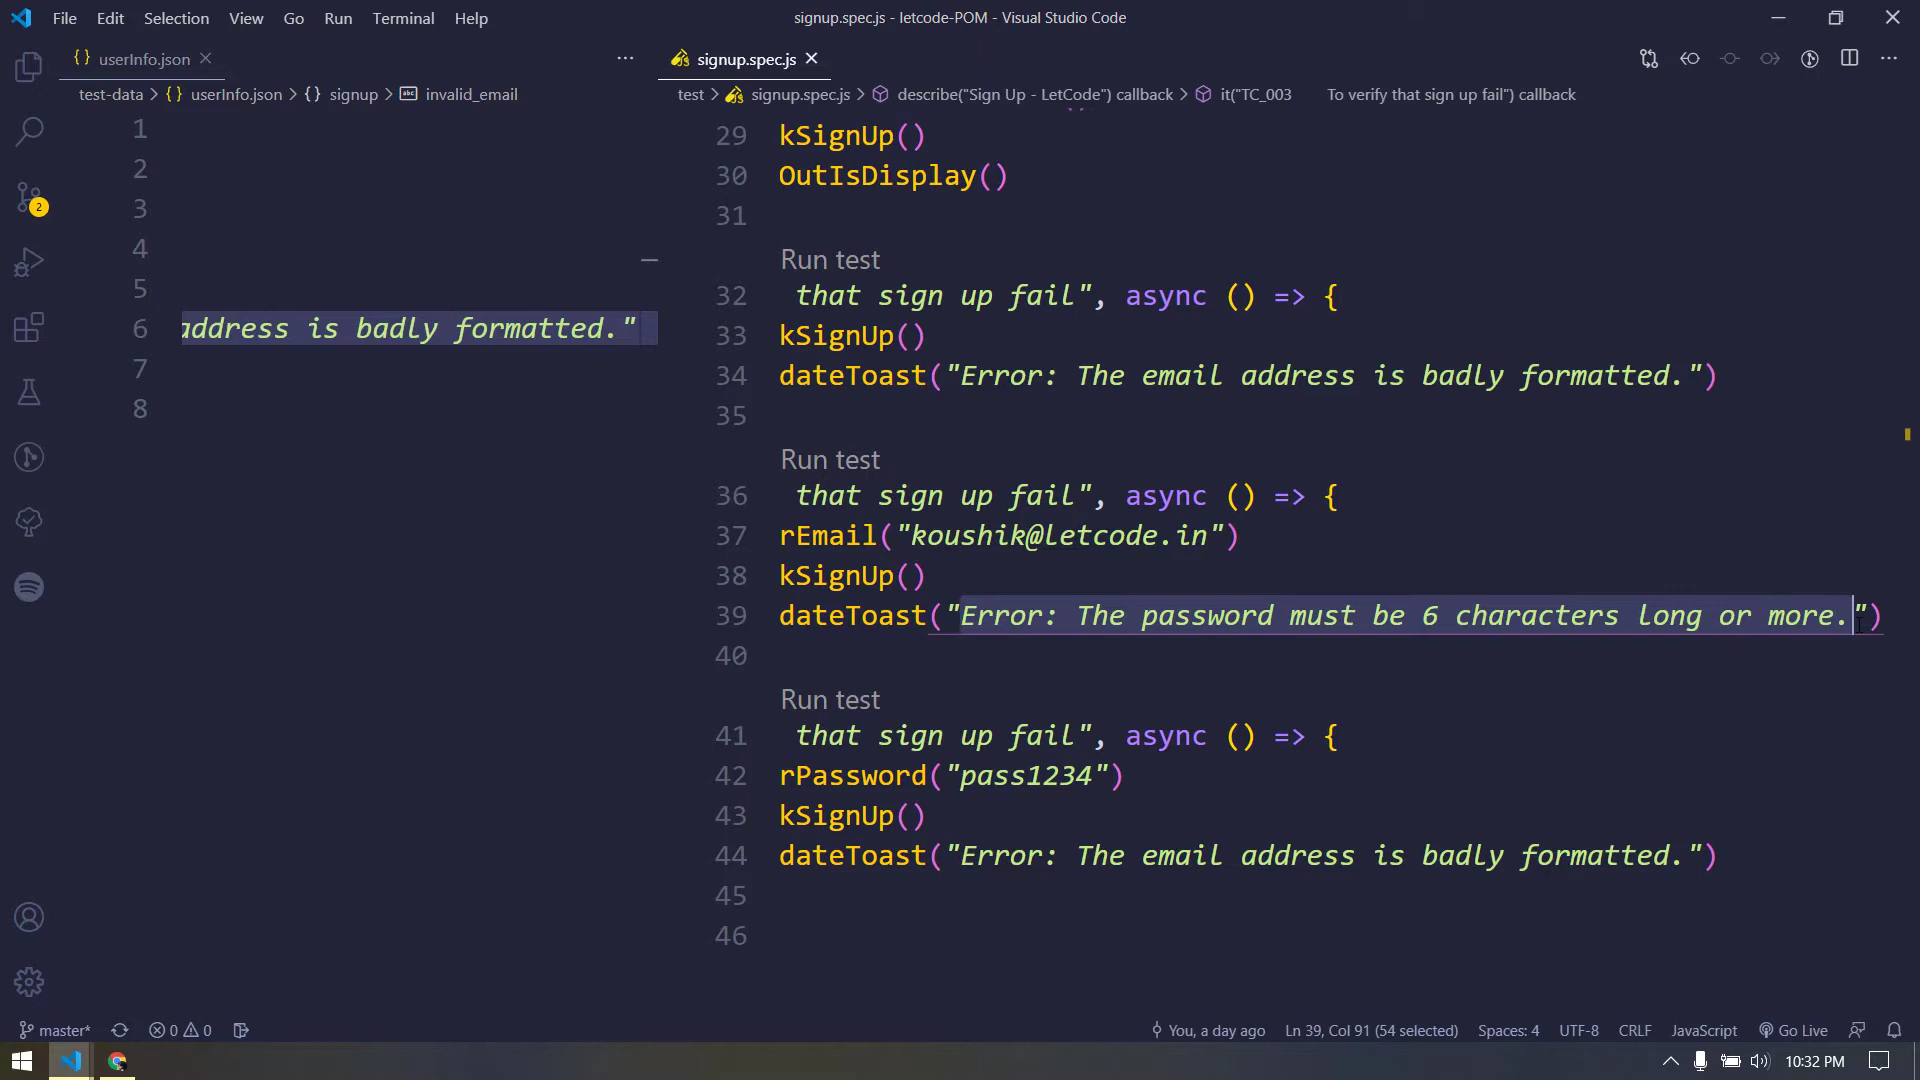 File Edit Selection View Go Run Terminal Help
signup.spec.js - letcode-POM - Visual Studio Code
userInfo.json
test-data > {} userInfo.json > {} signup > invalid_email
1
2
3
4
5
6 address is badly formatted."
7
8
signup.spec.js
test > signup.spec.js > describe("Sign Up - LetCode") callback > it("TC_003 To verify that sign up fail") callback
29 kSignUp()
30 OutIsDisplay()
31
Run test
32 that sign up fail", async () => {
33 kSignUp()
34 dateToast("Error: The email address is badly formatted.")
35
Run test
36 that sign up fail", async () => {
37 rEmail("koushik@letcode.in")
38 kSignUp()
39 dateToast("Error: The password must be 6 characters long or more.")
40
Run test
41 that sign up fail", async () => {
42 rPassword("pass1234")
43 kSignUp()
44 dateToast("Error: The email address is badly formatted.")
45
46
2
master* 0 0
You, a day ago Ln 39, Col 91 (54 selected) Spaces: 4 UTF-8 CRLF JavaScript Go Live
10:32 PM